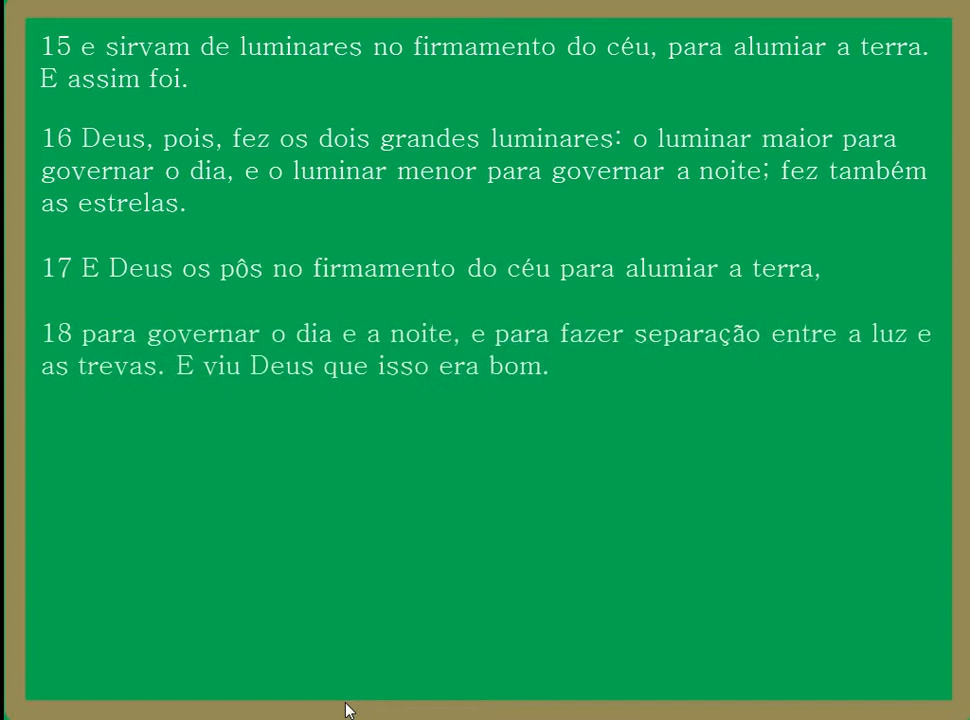 15 e sirvam de luminares no firmamento do céu, para alumiar a terra.
E assim foi.
16 Deus, pois, fez os dois grandes luminares: o luminar maior para
governar o dia, e o luminar menor para governar a noite; fez também
as estrelas.
17 E Deus os pôs no firmamento do céu para alumiar a terra,
18 para governar o dia e a noite, e para fazer separação entre a luz e
as trevas. E viu Deus que isso era bom.